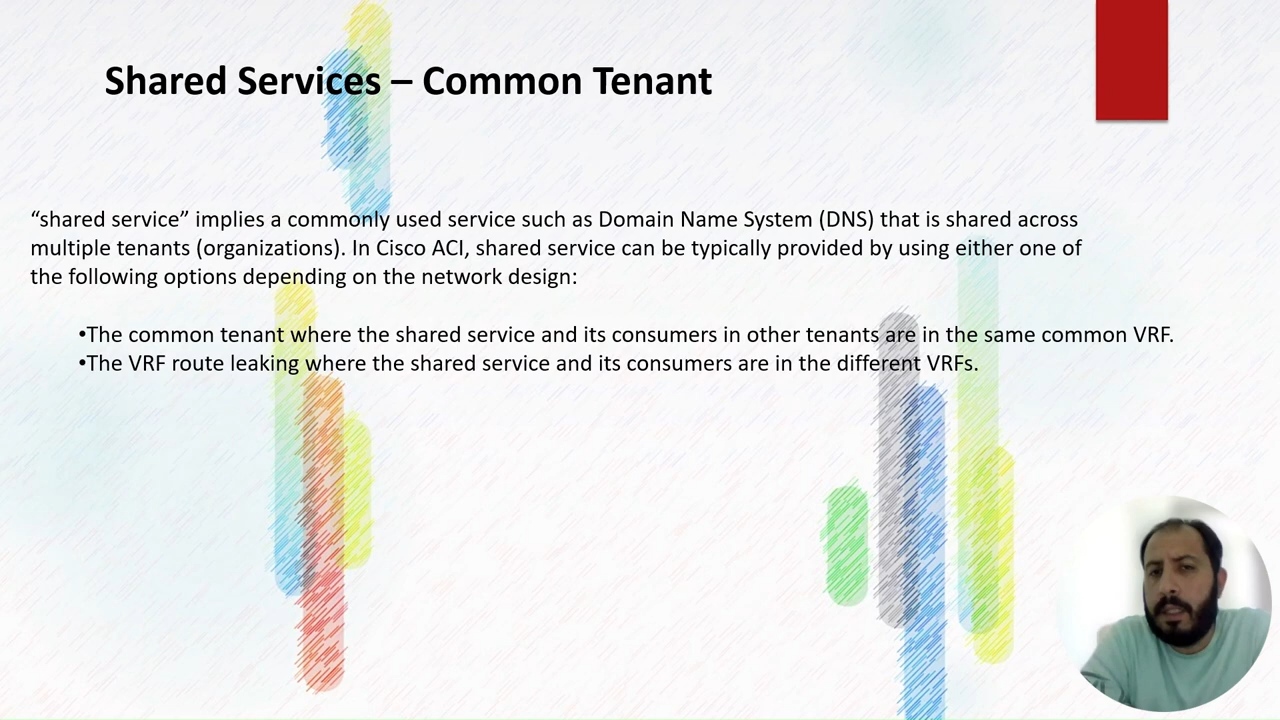 Shared Services – Common Tenant
“shared service” implies a commonly used service such as Domain Name System (DNS) that is shared across
multiple tenants (organizations). In Cisco ACI, shared service can be typically provided by using either one of
the following options depending on the network design:
•The common tenant where the shared service and its consumers in other tenants are in the same common VRF.
•The VRF route leaking where the shared service and its consumers are in the different VRFs.